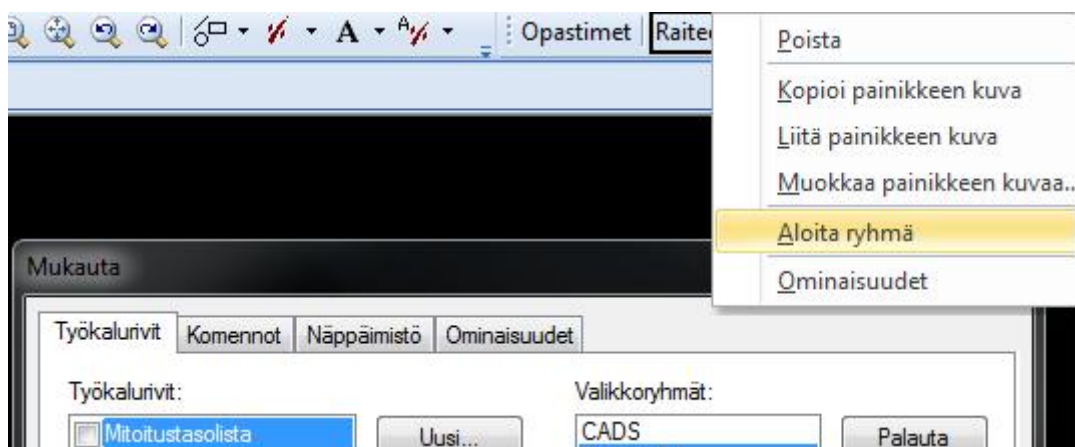 A A
Opastimet
Poista
Kopioi painikkeen kuva
Liitä painikkeen kuva
Muokkaa painikkeen kuvaa..
Aloita ryhmä
Ominaisuudet
Mukauta
Työkalurivit Komennot Näppäimistö Ominaisuudet
Työkalurivit: Valikkoryhmät:
Mitoitustasolista Uusi... CADS Palauta